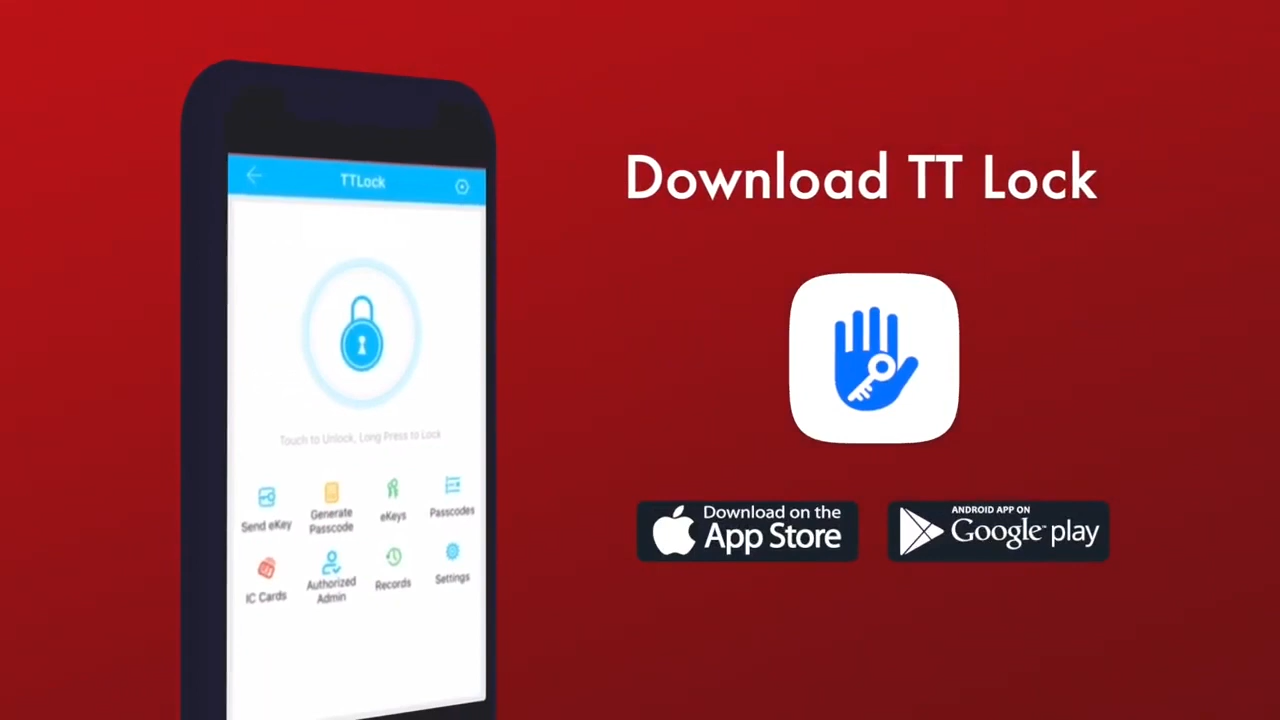 TTLock
Touch to Unlock, Long Press to Lock
Send eKey
Generate
Passcode
eKeys
Passcodes
IC Cards
Authorized
Admin
Records
Settings
Download TT Lock
Download on the
App Store
ANDROID APP ON
Google play